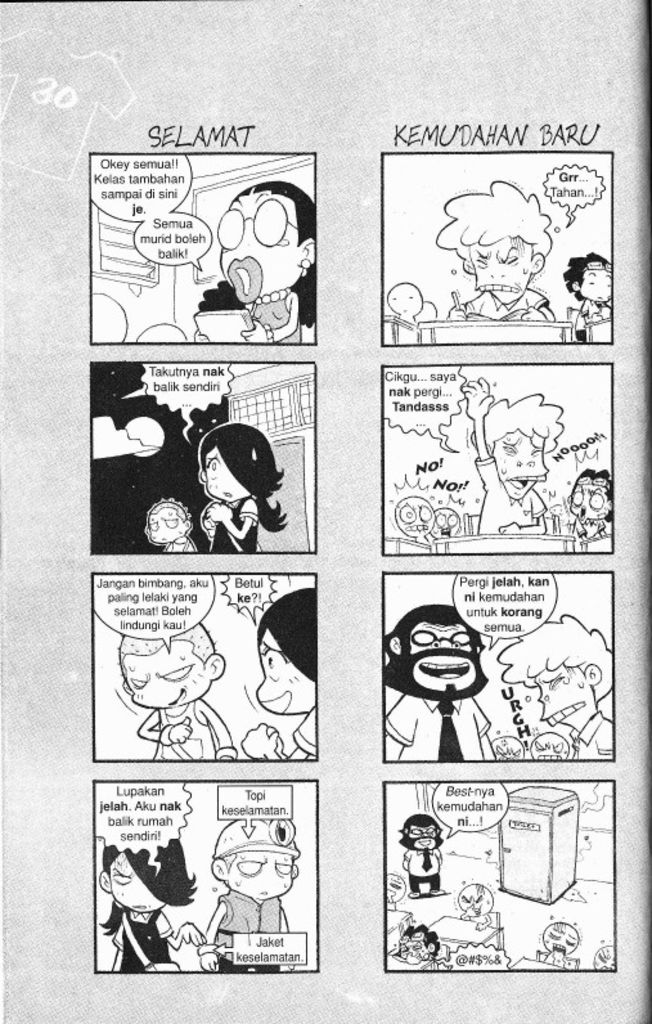 30
SELAMAT
Okey semua!!
Kelas tambahan
sampai di sini
je.
Semua
murid boleh
balik!
Takutnya nak
balik sendiri
...
Jangan bimbang, aku
paling lelaki yang
selamat! Boleh
lindungi kau!
Betul
ke?!
Lupakan
jelah. Aku nak
balik rumah
sendiri!
Topi
keselamatan.
Jaket
keselamatan.
KEMUDAHAN BARU
Grr...
Tahan...!
Cikgu... saya
nak pergi...
Tandasss
...
NO!
NO!!
NOOOO!!
Pergi jelah, kan
ni kemudahan
untuk korang
semua.
URGH!
Best-nya
kemudahan
ni...!
TOILET
@#$%&